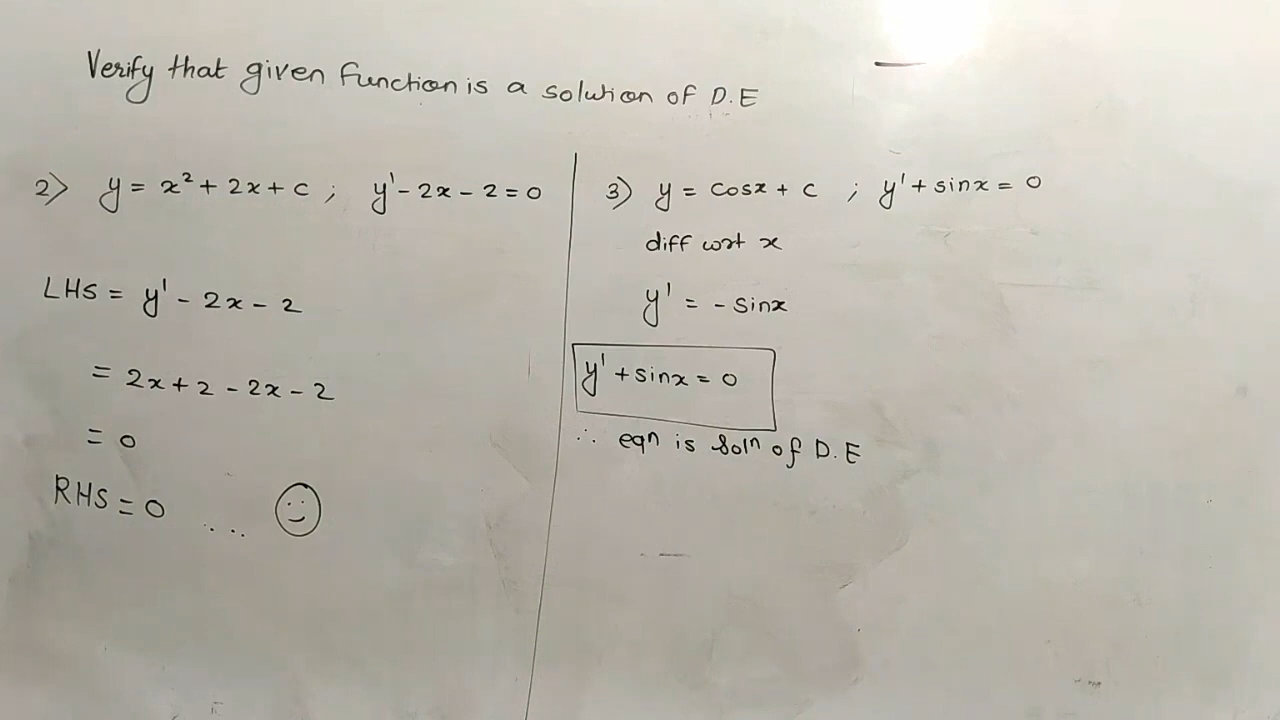 Verify that given function is a solution of D.E
2) y = x² + 2x + c ; y' - 2x - 2 = 0
LHS = y' - 2x - 2
= 2x + 2 - 2x - 2
= 0
RHS = 0 ...
3) y = cosx + c ; y' + sinx = 0
diff wrt x
y' = - sinx
y' + sinx = 0
∴ eqn is soln of D.E